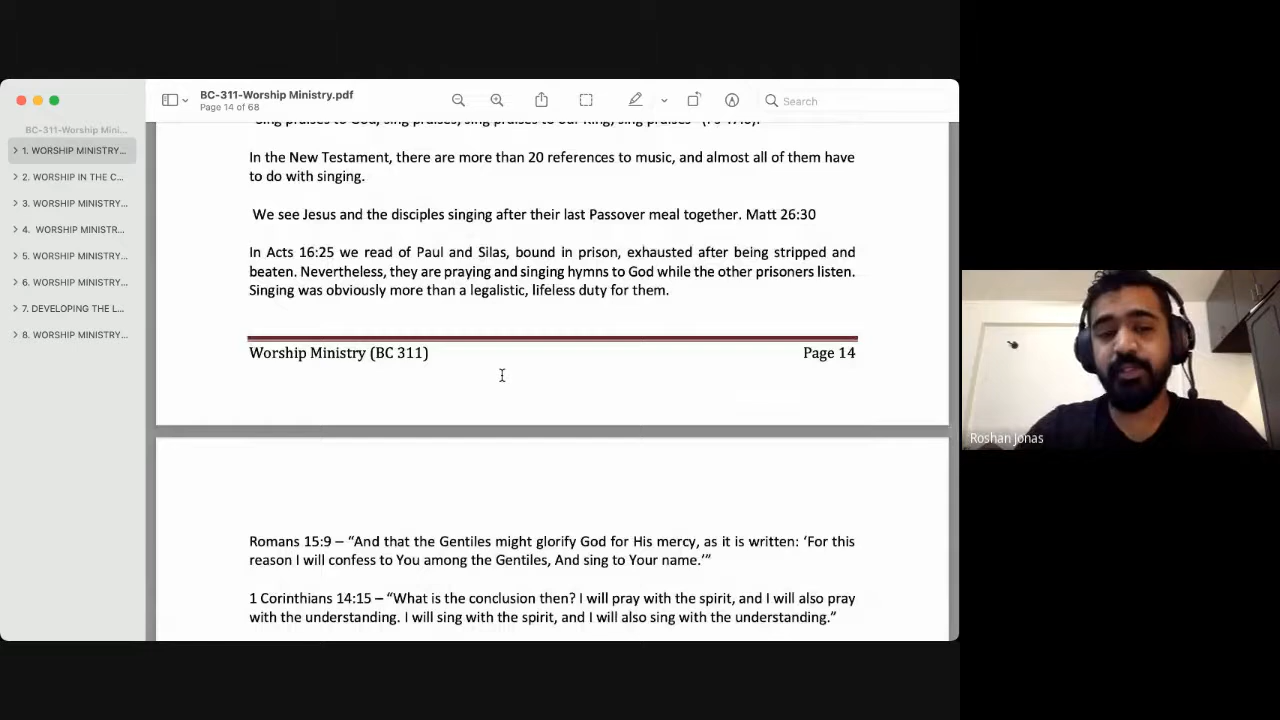 BC-311-Worship Ministry.pdf
Page 14 of 68
Search
BC-311-Worship Mini...
1. WORSHIP MINISTRY...
2. WORSHIP IN THE C...
3. WORSHIP MINISTRY...
4. WORSHIP MINISTR...
5. WORSHIP MINISTRY...
6. WORSHIP MINISTRY...
7. DEVELOPING THE L...
8. WORSHIP MINISTRY...
In the New Testament, there are more than 20 references to music, and almost all of them have
to do with singing.
We see Jesus and the disciples singing after their last Passover meal together. Matt 26:30
In Acts 16:25 we read of Paul and Silas, bound in prison, exhausted after being stripped and
beaten. Nevertheless, they are praying and singing hymns to God while the other prisoners listen.
Singing was obviously more than a legalistic, lifeless duty for them.
Worship Ministry (BC 311)
Page 14
Romans 15:9 – “And that the Gentiles might glorify God for His mercy, as it is written: ‘For this
reason I will confess to You among the Gentiles, And sing to Your name.’”
1 Corinthians 14:15 – “What is the conclusion then? I will pray with the spirit, and I will also pray
with the understanding. I will sing with the spirit, and I will also sing with the understanding.”
Roshan Jonas